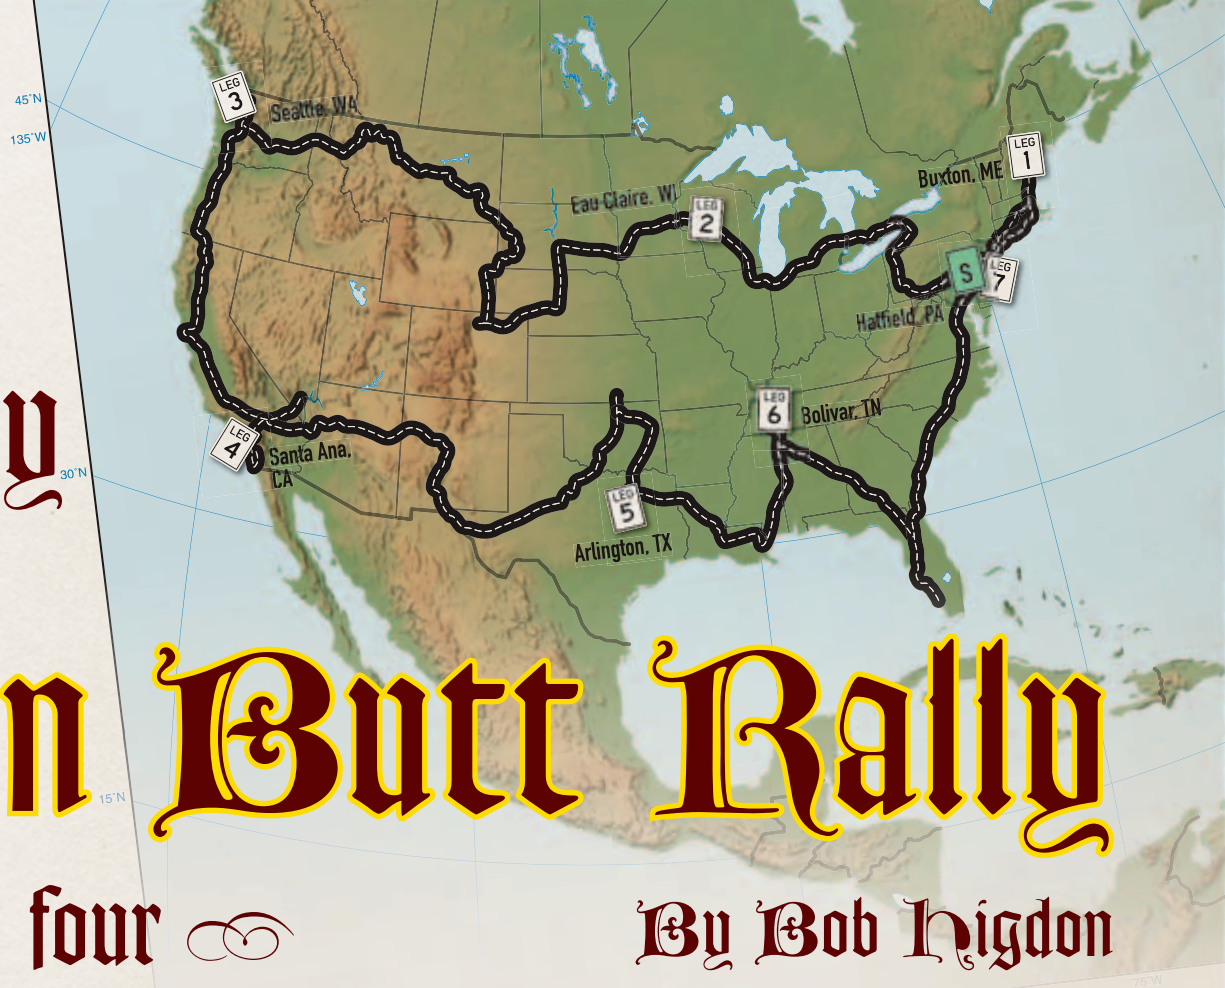 LEG
3
Seattle, WA
45°N
135°W
LEG
1
Buxton, ME
Eau Claire, WI
LEG
2
S
LEG
7
Hatfield, PA
y
LEG
6
Bolivar, TN
LEG
4
Santa Ana,
CA
30°N
LEG
5
Arlington, TX
n Butt Rally
15°N
four
By Bob Higdon
75°W